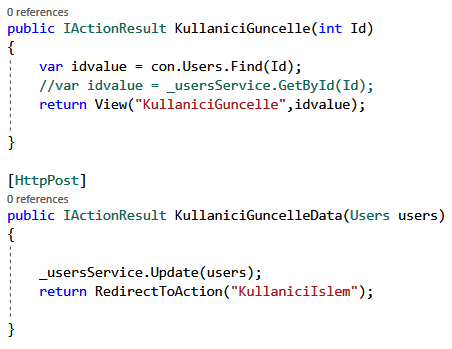 0 references
public IActionResult KullaniciGuncelle(int Id)
{
var idvalue = con.Users.Find(Id);
//var idvalue = _usersService.GetById(Id);
return View("KullaniciGuncelle",idvalue);
}
[HttpPost]
0 references
public IActionResult KullaniciGuncelleData(Users users)
{
_usersService.Update(users);
return RedirectToAction("KullaniciIslem");
}